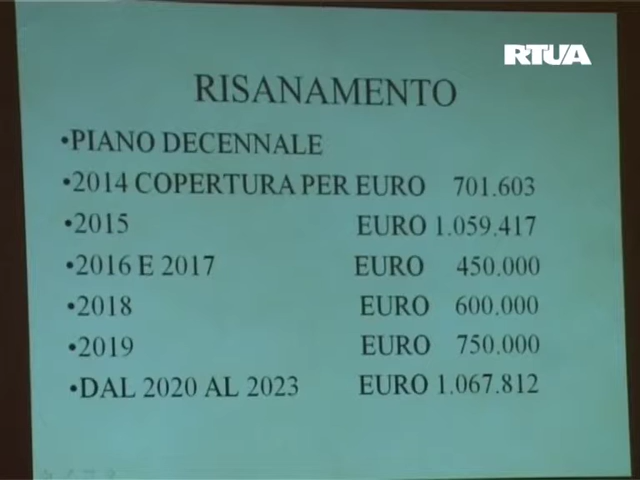 RTUA
RISANAMENTO
•PIANO DECENNALE
•2014 COPERTURA PER EURO 701.603
•2015 EURO 1.059.417
•2016 E 2017 EURO 450.000
•2018 EURO 600.000
•2019 EURO 750.000
•DAL 2020 AL 2023 EURO 1.067.812